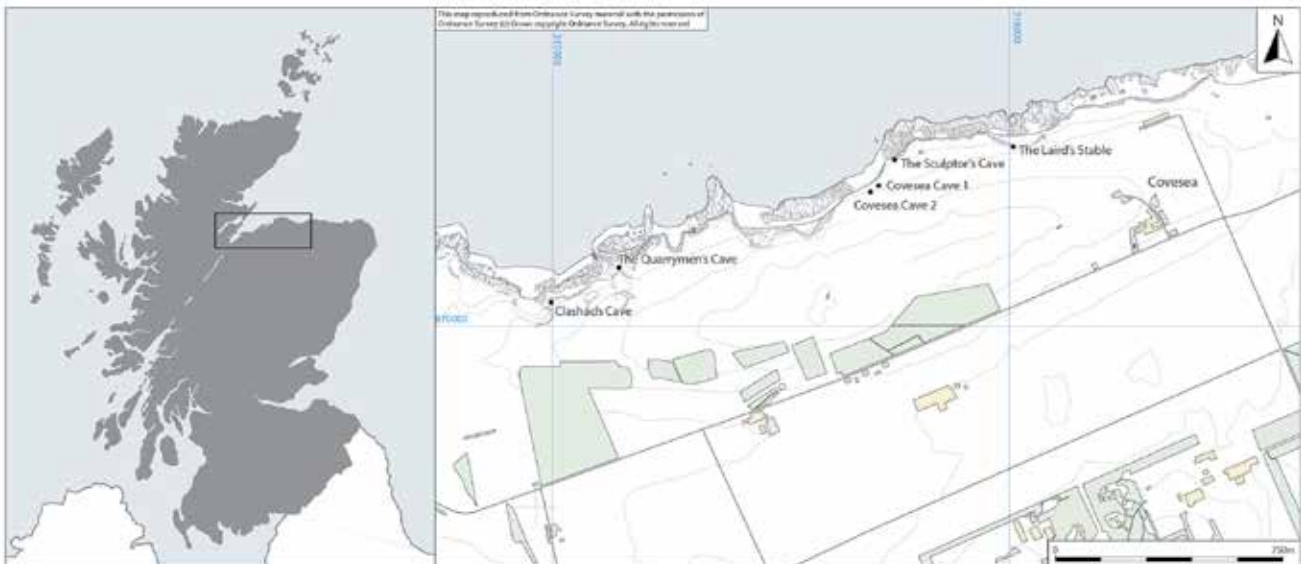 This map reproduced from Ordnance Survey material with the permission of
Ordnance Survey (c) Crown copyright Ordnance Survey. All rights reserved
N
The Laird's Stable
The Sculptor's Cave
Covesea Cave 1
Covesea
Covesea Cave 2
The Quarrymen's Cave
Clashach Cave
0
750m